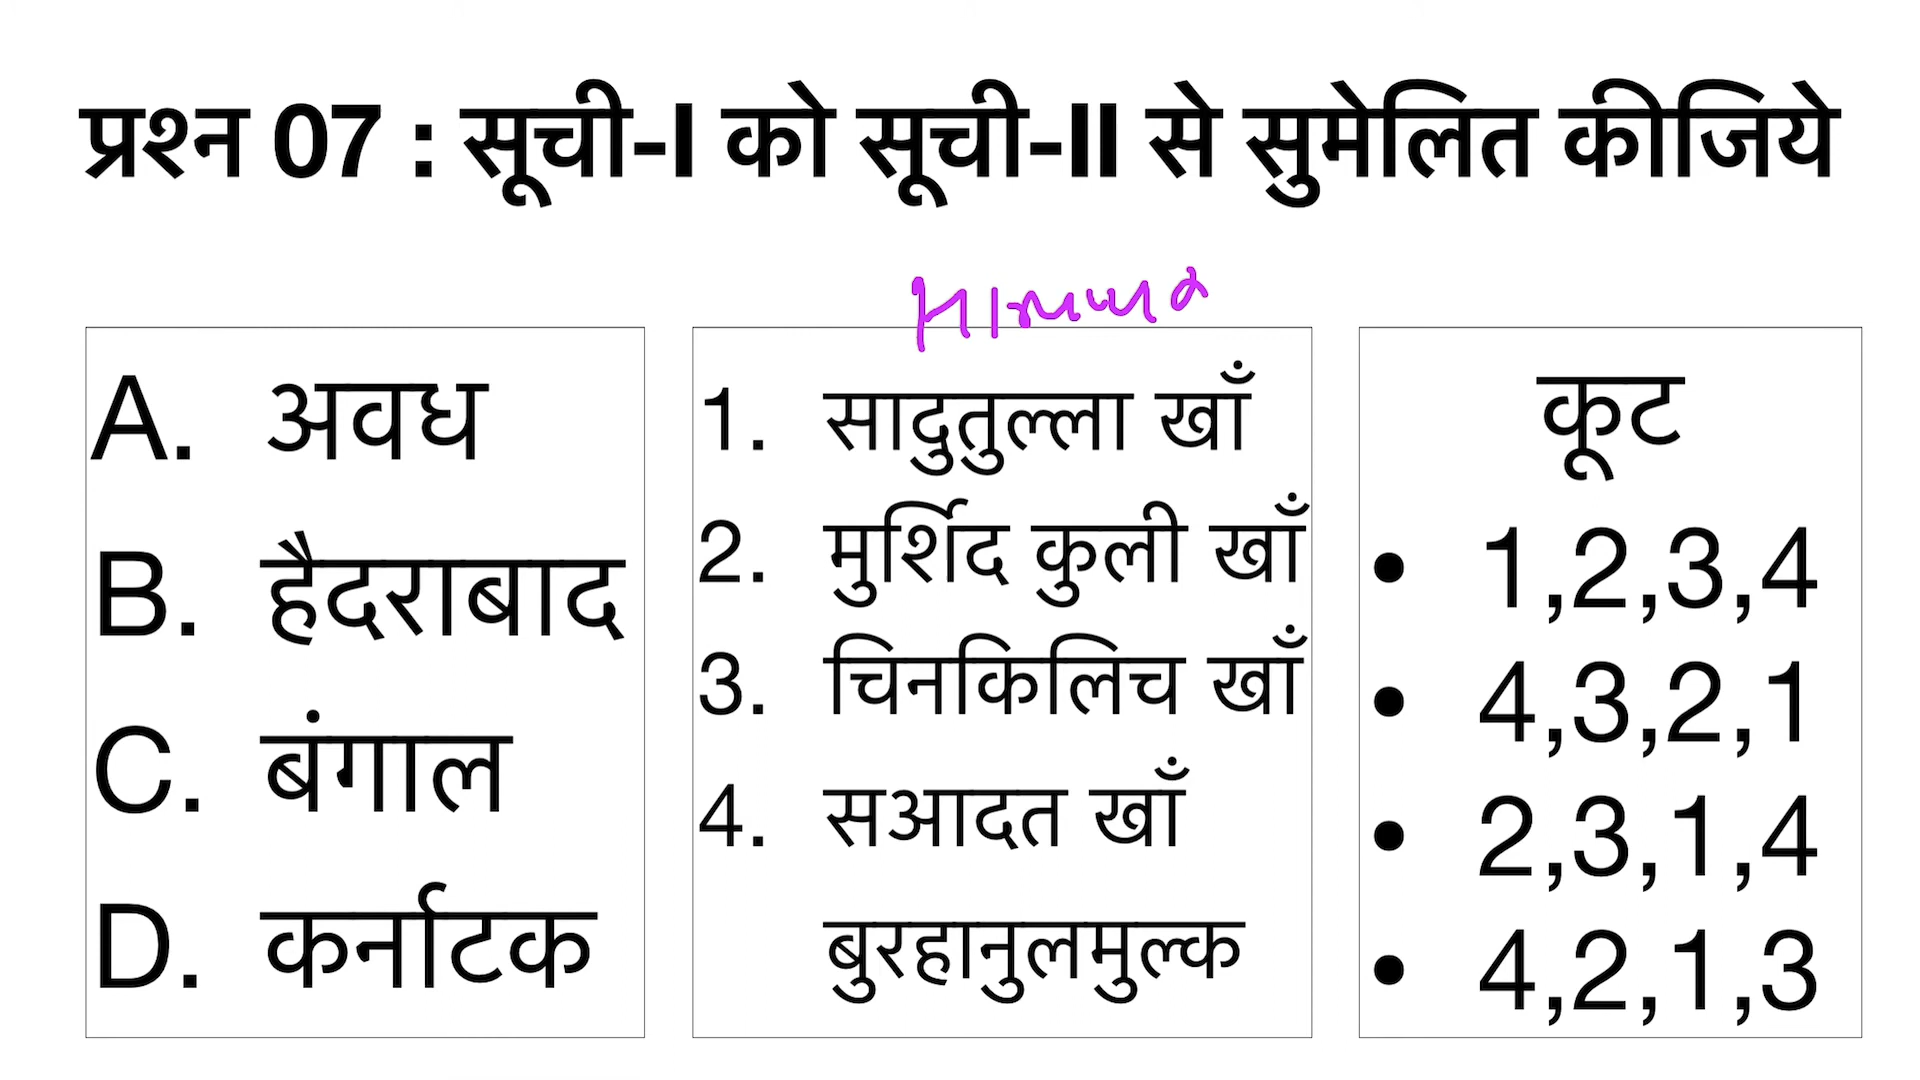 प्रश्न 07 : सूची-I को सूची-II से सुमेलित कीजिये
A. अवध
B. हैदराबाद
C. बंगाल
D. कर्नाटक
1. सादुतुल्ला खाँ
2. मुर्शिद कुली खाँ
3. चिनकिलिच खाँ
4. सआदत खाँ
बुरहानुलमुल्क
कूट
• 1,2,3,4
• 4,3,2,1
• 2,3,1,4
• 4,2,1,3